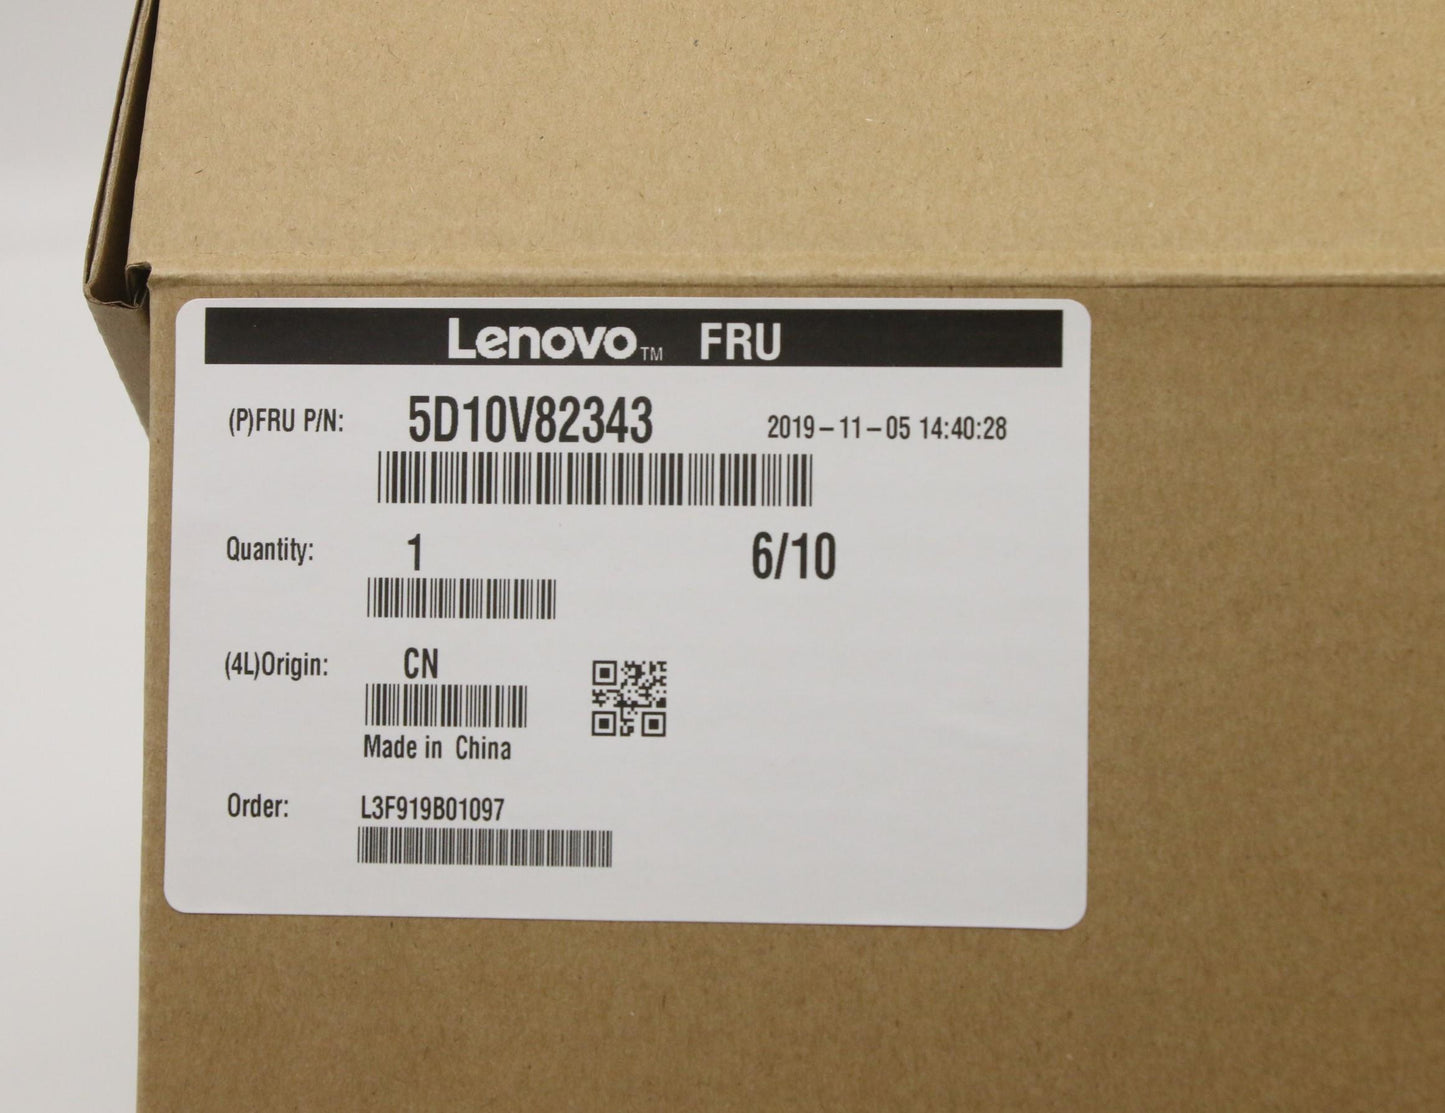 Lenovo TM FRU
(P)FRU P/N: 5D10V82343 2019-11-05 14:40:28
Quantity: 1 6/10
(4L)Origin: CN
Made in China
Order: L3F919B01097